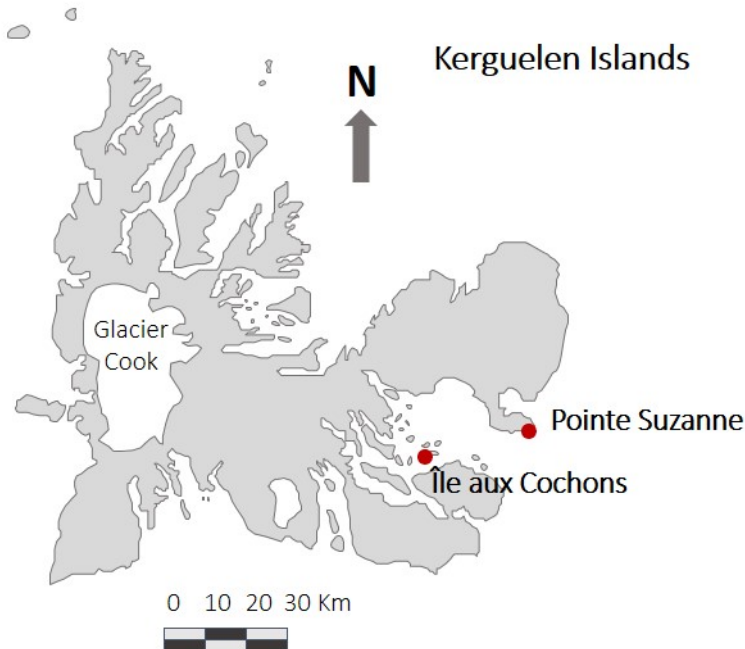 Kerguelen Islands
N
Glacier
Cook
Pointe Suzanne
Île aux Cochons
0 10 20 30 Km